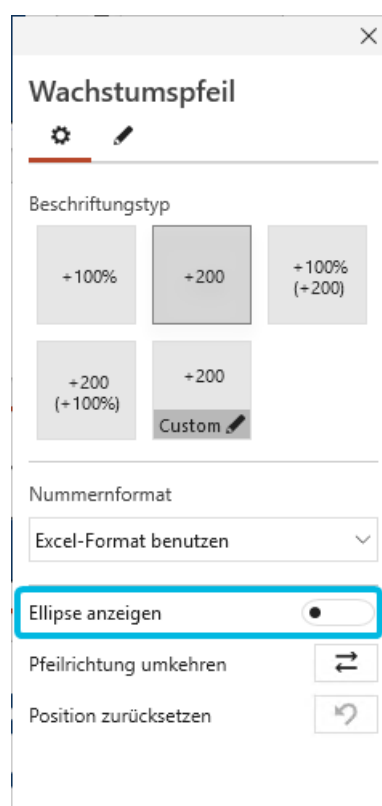 Wachstumspfeil
Beschriftungstyp
+100%
+200
+100%
(+200)
+200
(+100%)
+200
Custom
Nummernformat
Excel-Format benutzen
Ellipse anzeigen
Pfeilrichtung umkehren
Position zurücksetzen